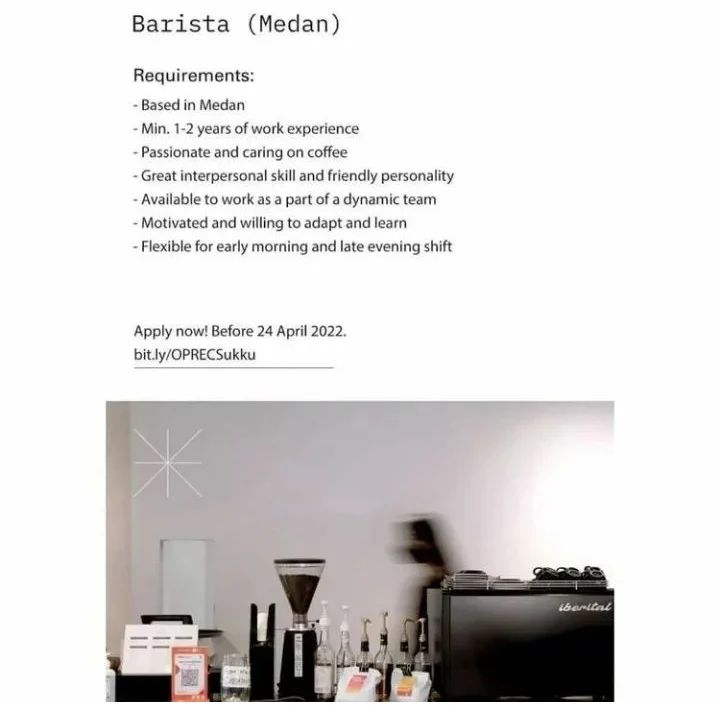 Barista (Medan)
Requirements:
- Based in Medan
- Min. 1-2 years of work experience
- Passionate and caring on coffee
- Great interpersonal skill and friendly personality
- Available to work as a part of a dynamic team
- Motivated and willing to adapt and learn
- Flexible for early morning and late evening shift
Apply now! Before 24 April 2022.
bit.ly/OPRECSukku
iberital